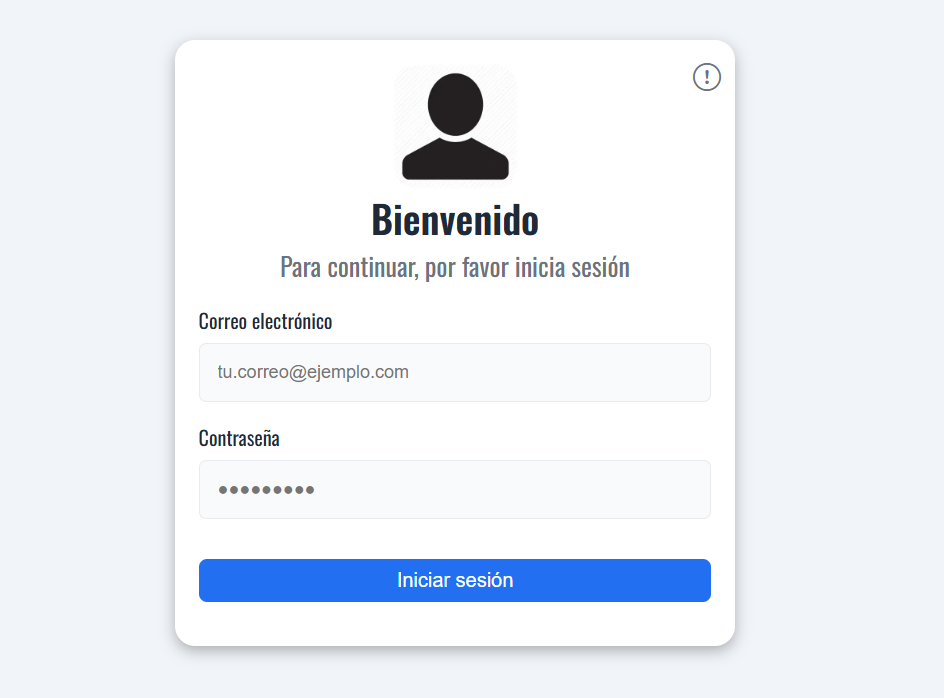 Bienvenido
Para continuar, por favor inicia sesión
Correo electrónico
tu.correo@ejemplo.com
Contraseña
•••••••••
Iniciar sesión